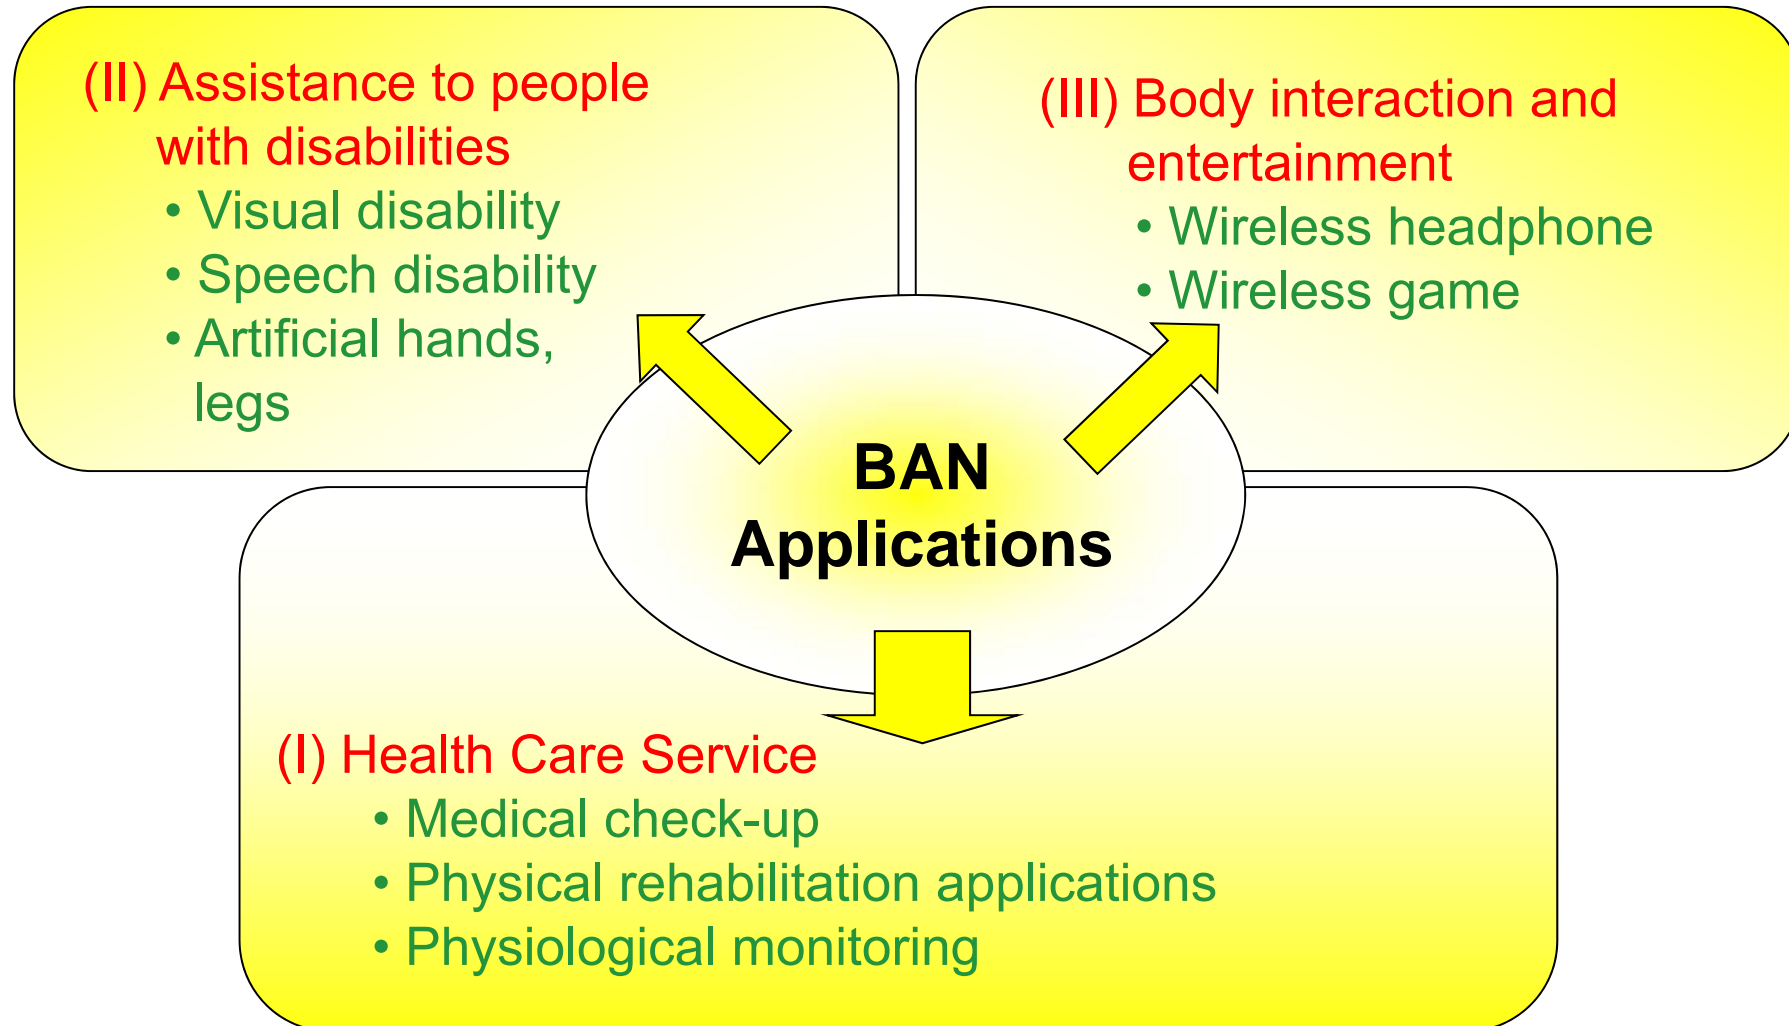 (II) Assistance to people
with disabilities
• Visual disability
• Speech disability
• Artificial hands,
legs
(III) Body interaction and
entertainment
• Wireless headphone
• Wireless game
BAN
Applications
(I) Health Care Service
• Medical check-up
• Physical rehabilitation applications
• Physiological monitoring